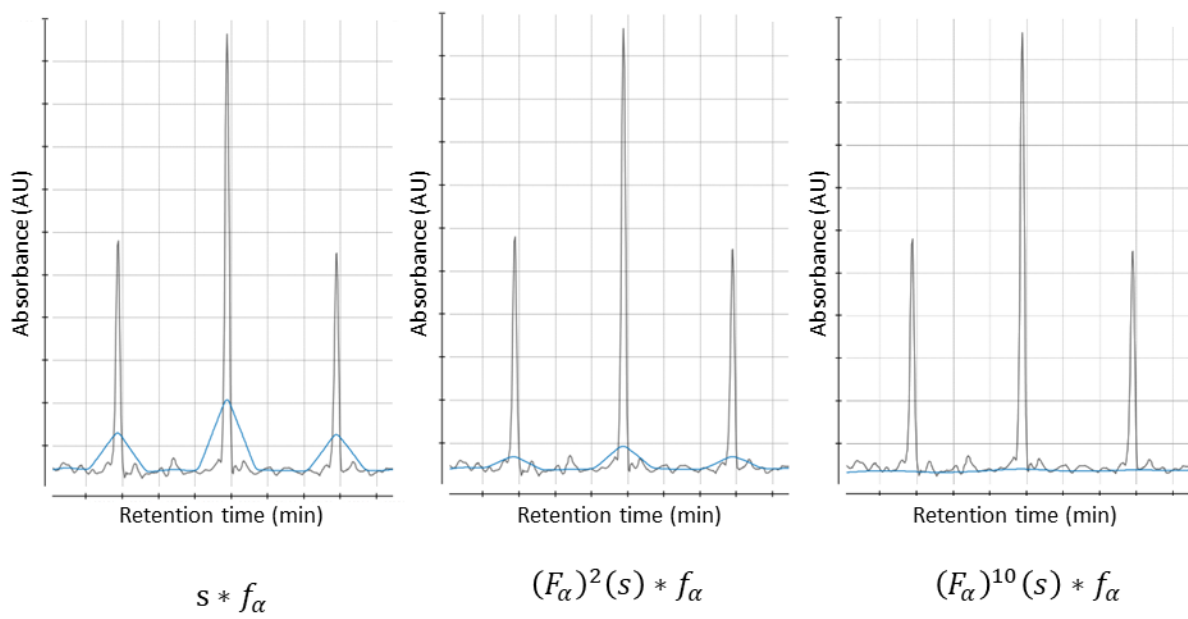 Absorbance (AU)
Retention time (min)
s ∗ f_α
Absorbance (AU)
Retention time (min)
(F_α)²(s) ∗ f_α
Absorbance (AU)
Retention time (min)
(F_α)¹⁰(s) ∗ f_α